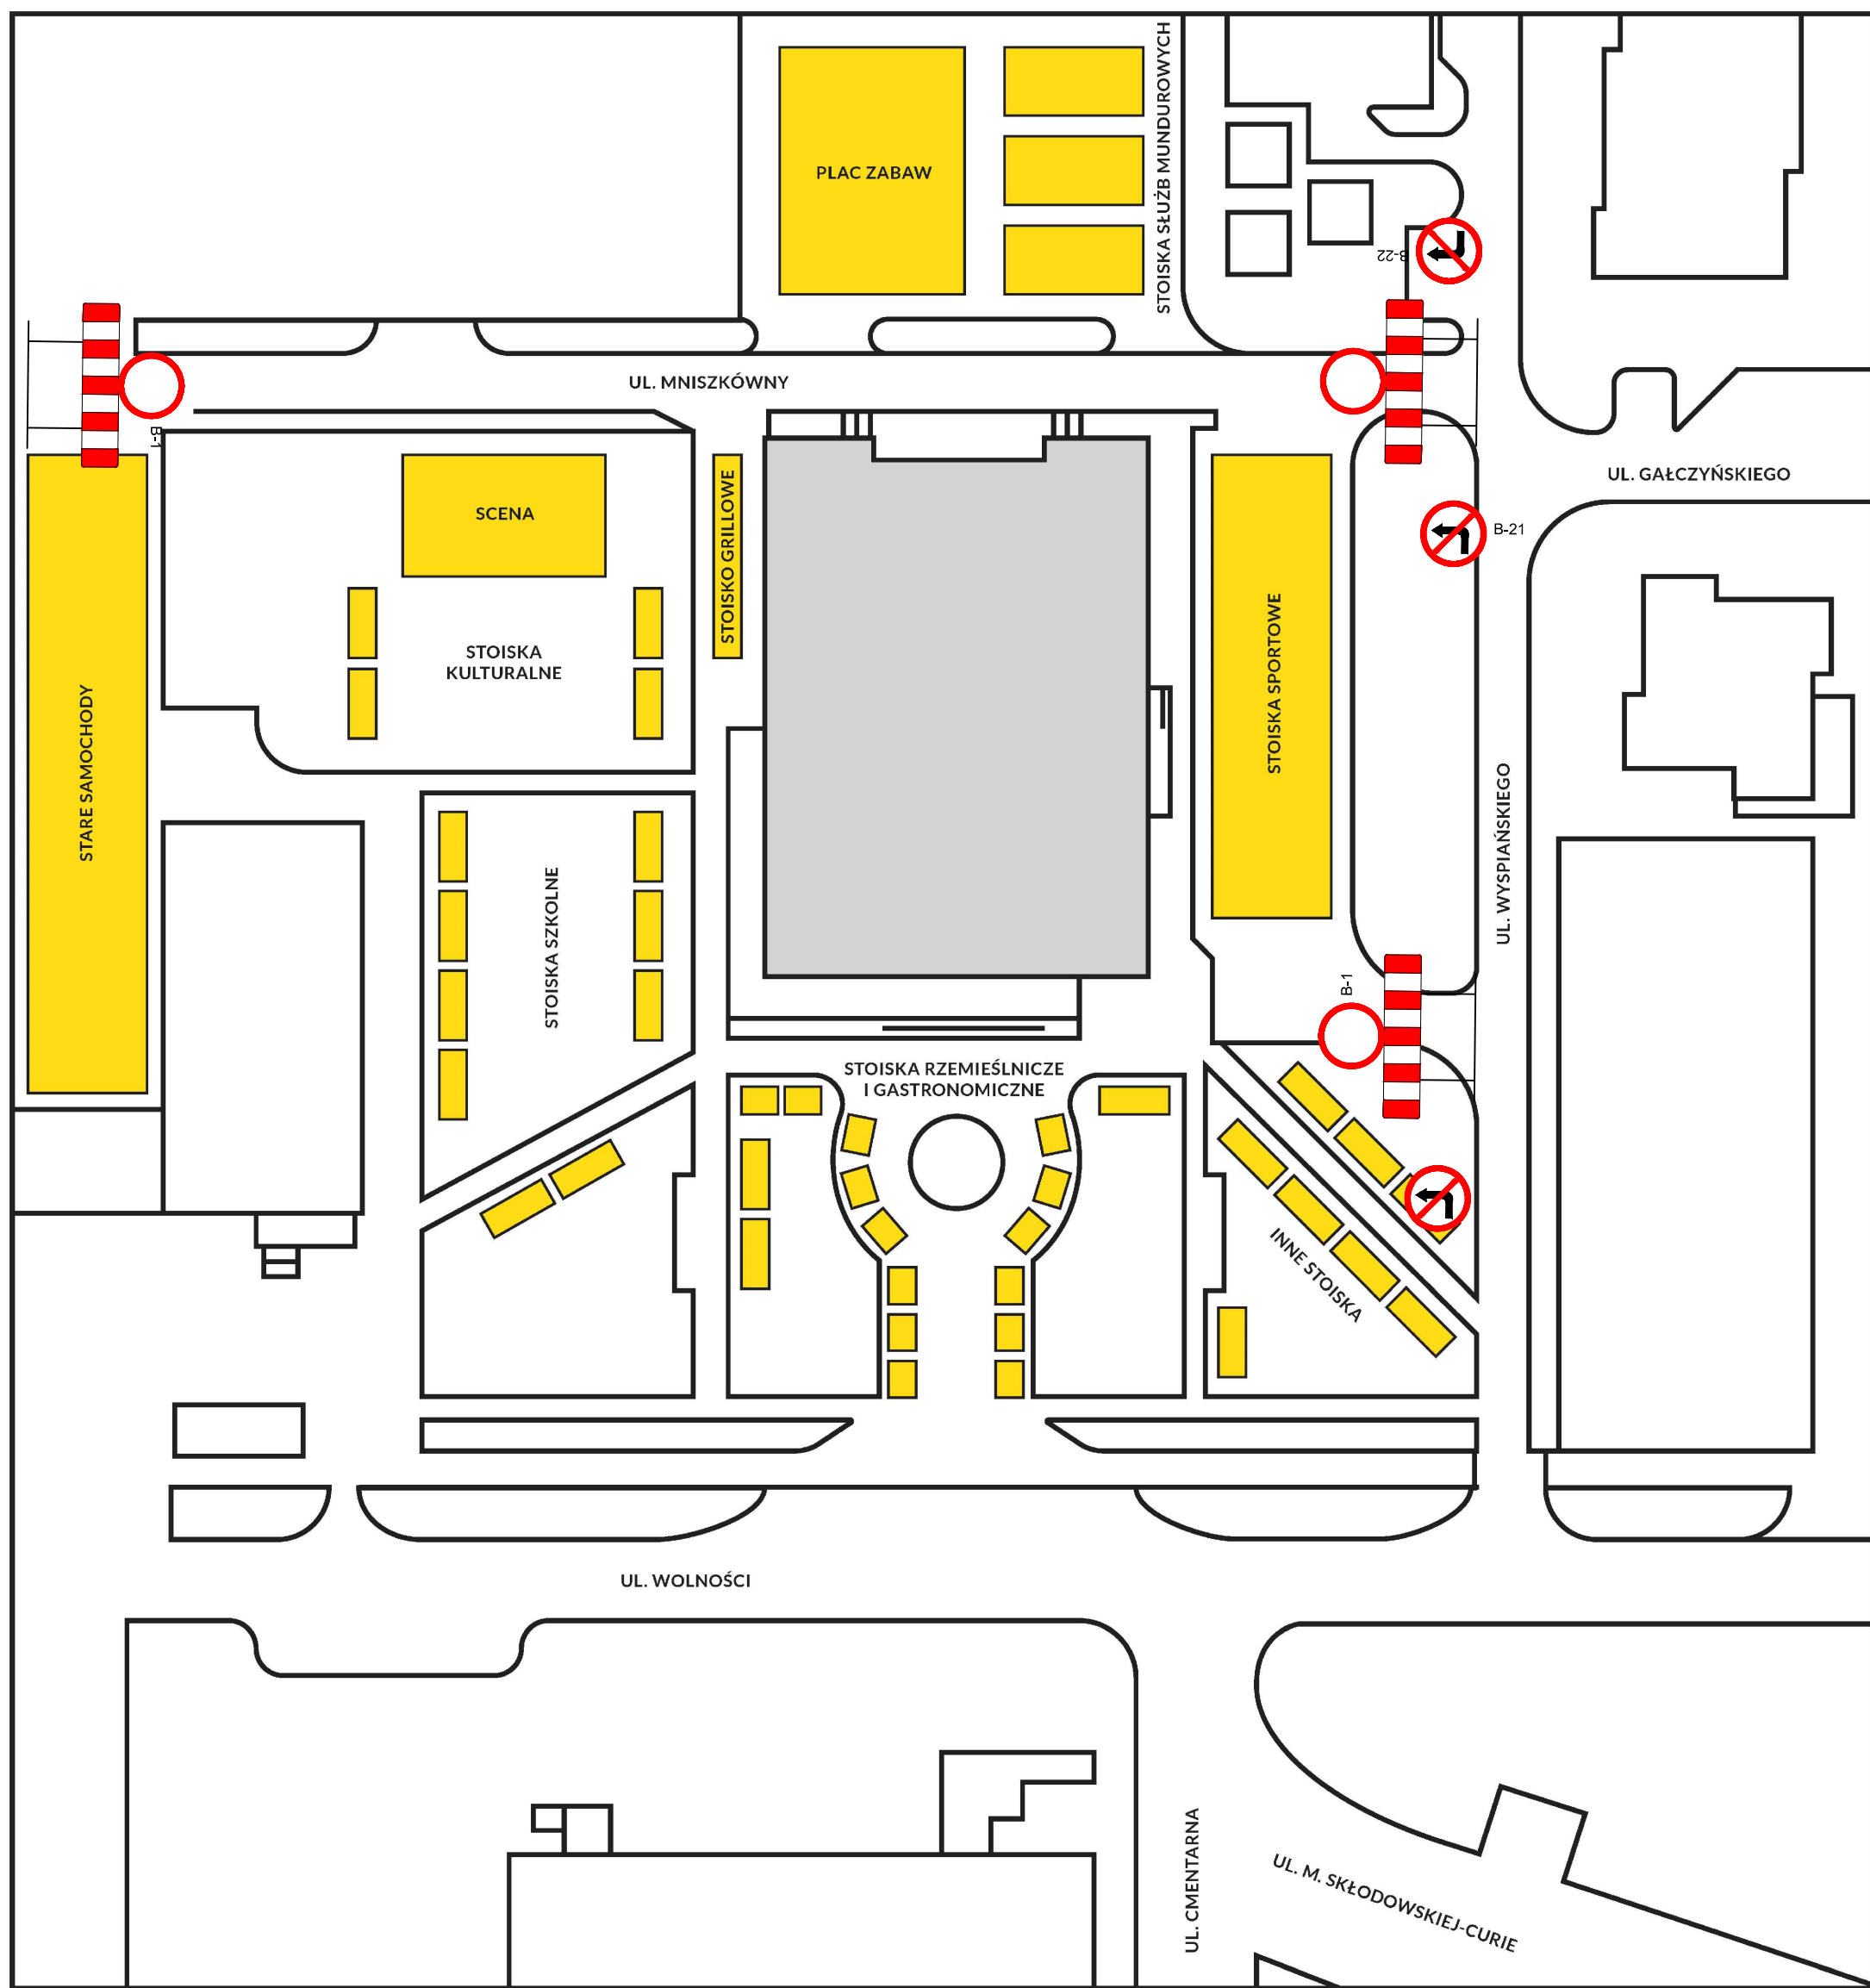 PLAC ZABAW
STOISKA SŁUŻB MUNDUROWYCH
B-22
UL. MNISZKÓWNY
B-1
UL. GAŁCZYŃSKIEGO
SCENA
STOISKO GRILLOWE
B-21
STOISKA
KULTURALNE
STOISKA SPORTOWE
STARE SAMOCHODY
UL. WYSPIAŃSKIEGO
STOISKA SZKOLNE
B-1
STOISKA RZEMIEŚLNICZE
I GASTRONOMICZNE
INNE STOISKA
UL. WOLNOŚCI
UL. CMENTARNA
UL. M. SKŁODOWSKIEJ-CURIE